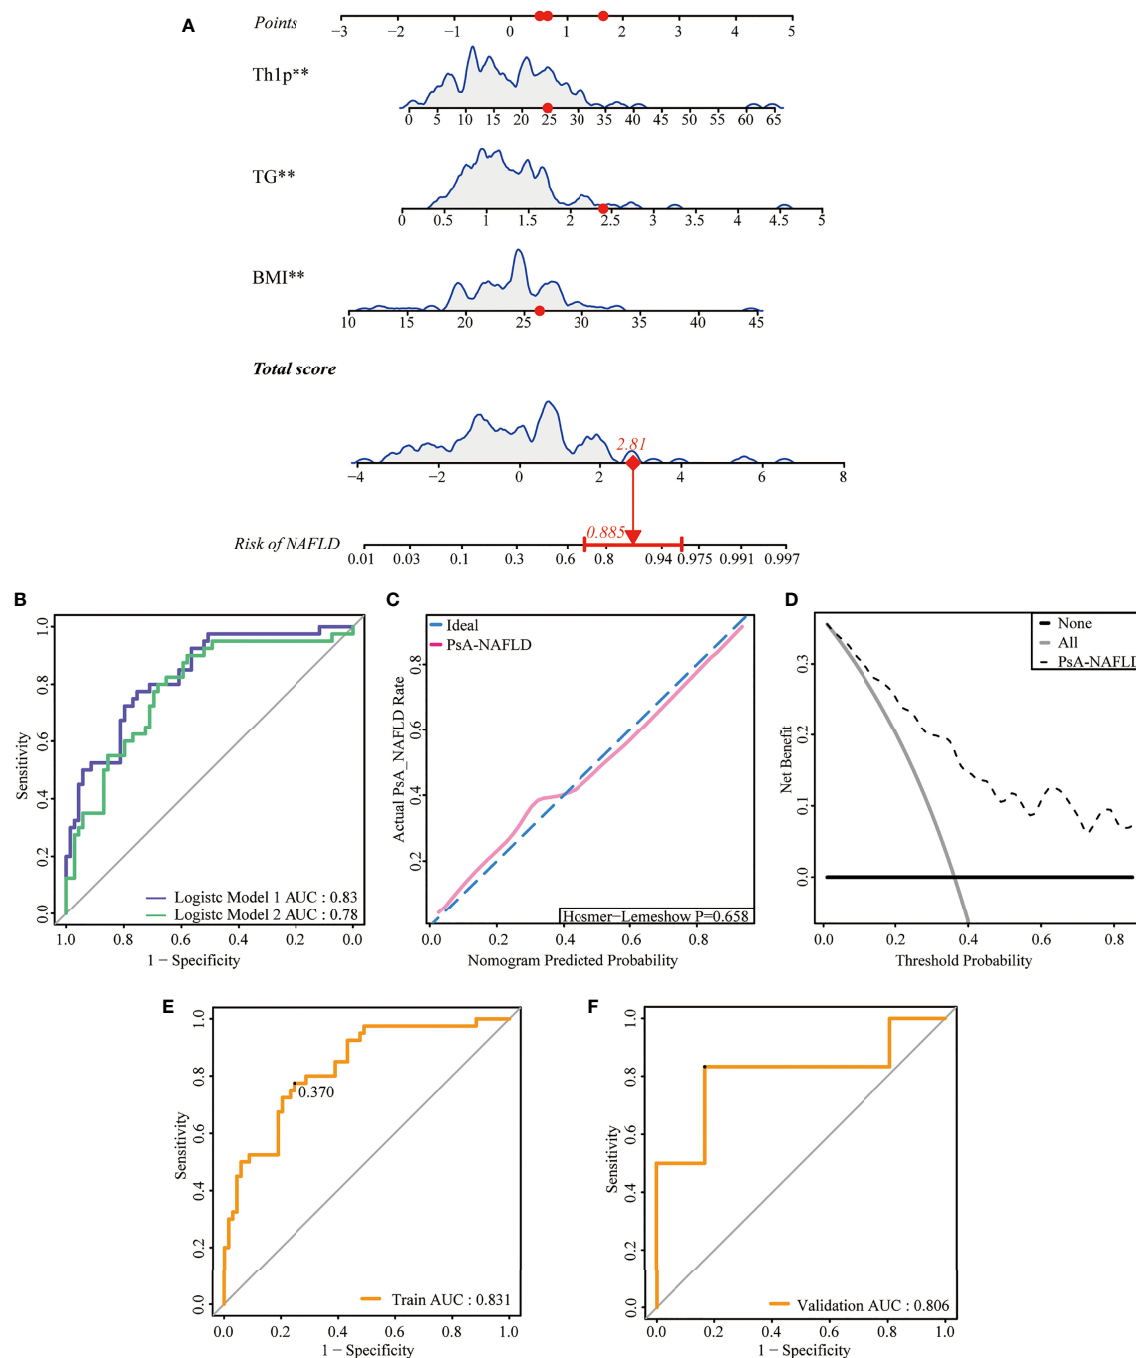 A
Points
−3 −2 −1 0 1 2 3 4 5
Th1p**
0 5 10 15 20 25 30 35 40 45 50 55 60 65
TG**
0 0.5 1 1.5 2 2.5 3 3.5 4 4.5 5
BMI**
10 15 20 25 30 35 40 45
Total score
2.81
−4 −2 0 2 4 6 8
0.885
Risk of NAFLD
0.01 0.03 0.1 0.3 0.6 0.8 0.94 0.975 0.991 0.997
B
Sensitivity
0.0 0.2 0.4 0.6 0.8 1.0
Logistc Model 1 AUC : 0.83
Logistc Model 2 AUC : 0.78
1.0 0.8 0.6 0.4 0.2 0.0
1 − Specificity
C
Actual PsA_NAFLD Rate
0.2 0.4 0.6 0.8
Ideal
PsA-NAFLD
Hosmer−Lemeshow P=0.658
0.0 0.2 0.4 0.6 0.8
Nomogram Predicted Probability
D
Net Benefit
0.0 0.1 0.3
None
All
PsA-NAFLD
0.0 0.2 0.4 0.6 0.8
Threshold Probability
E
Sensitivity
0.0 0.2 0.4 0.6 0.8 1.0
0.370
Train AUC : 0.831
0.0 0.2 0.4 0.6 0.8 1.0
1 − Specificity
F
Sensitivity
0.0 0.2 0.4 0.6 0.8 1.0
Validation AUC : 0.806
0.0 0.2 0.4 0.6 0.8 1.0
1 − Specificity